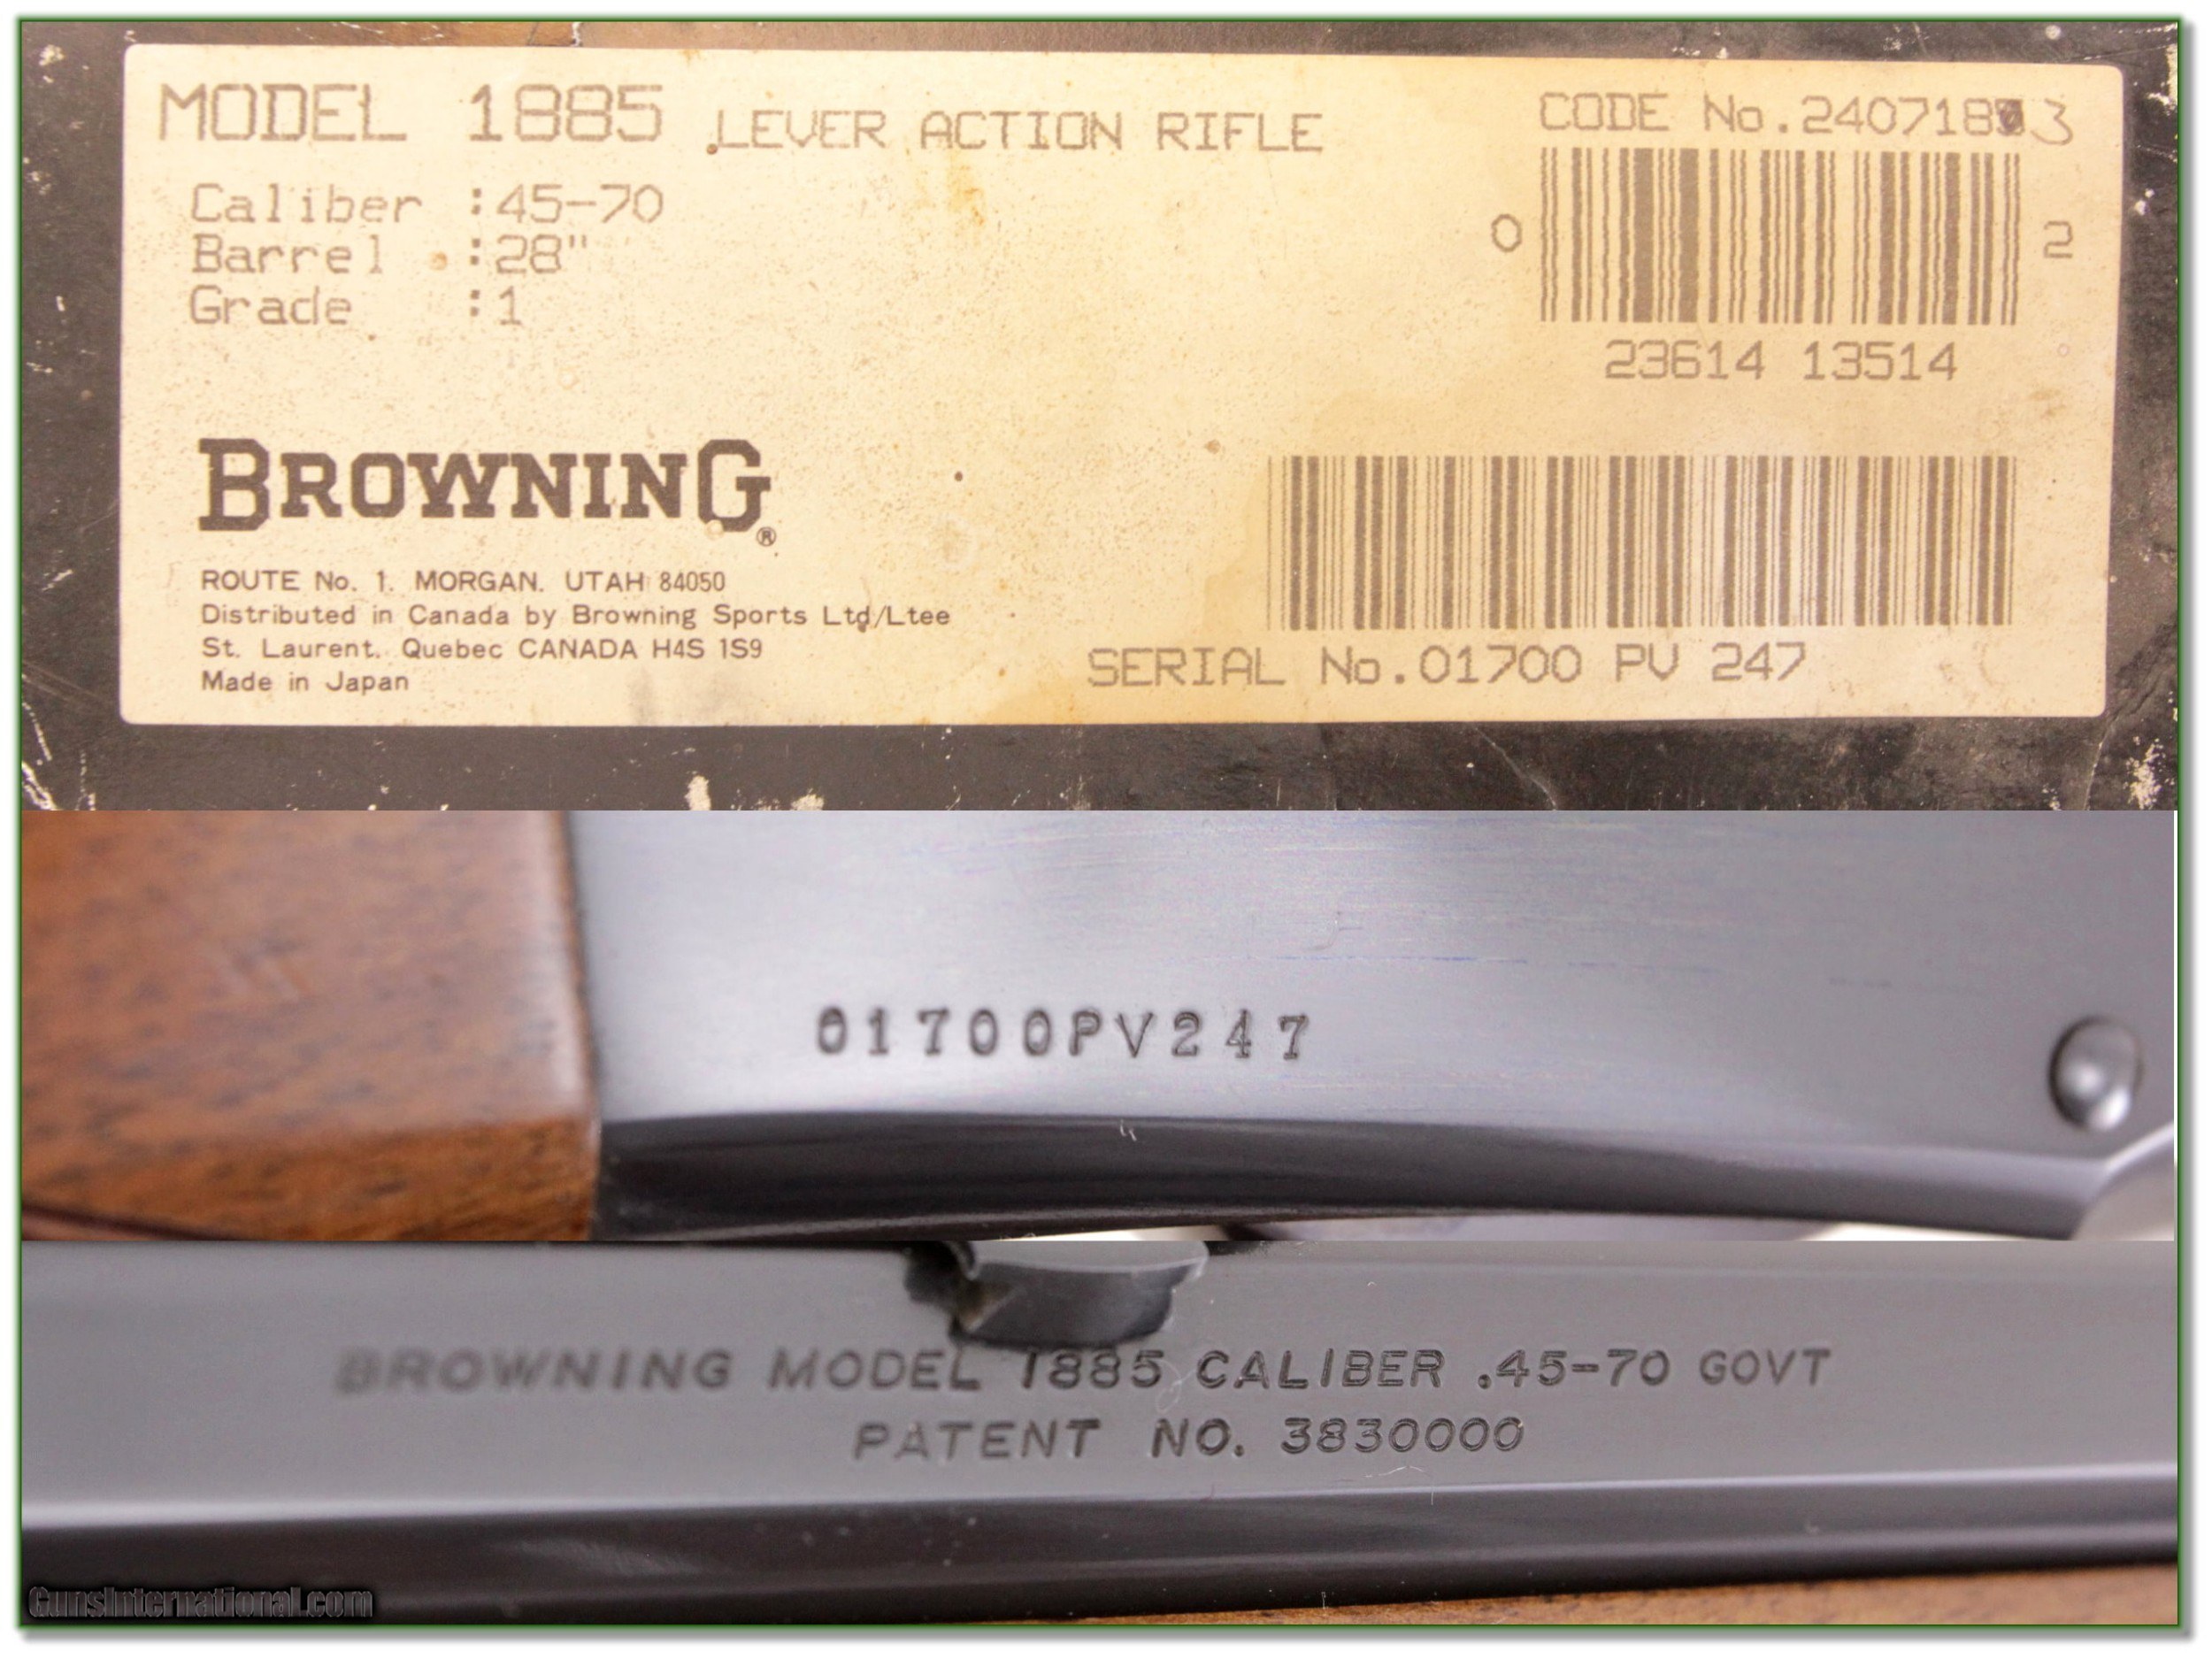 MODEL 1885 LEVER ACTION RIFLE
CODE No.2407183
Caliber :45-70
Barrel :28"
Grade :1
0 2
23614 13514
BROWNING®
ROUTE No. 1. MORGAN. UTAH 84050
Distributed in Canada by Browning Sports Ltd/Ltee
St. Laurent. Quebec CANADA H4S 1S9
Made in Japan
SERIAL No.01700 PV 247
01700PV247
BROWNING MODEL 1885 CALIBER .45-70 GOVT
PATENT NO. 3830000
GunsInternational.com